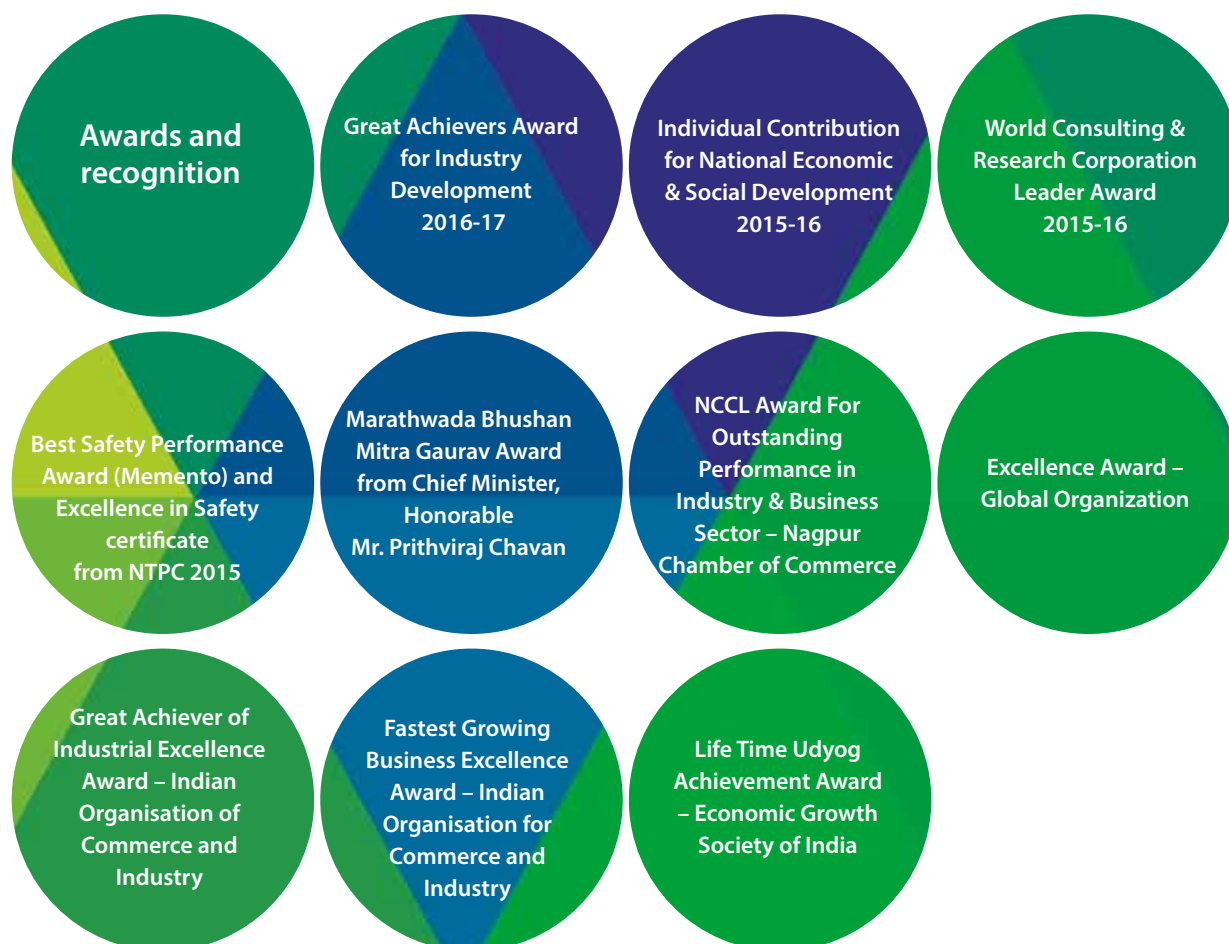 Awards and
recognition
Great Achievers Award
for Industry
Development
2016-17
Individual Contribution
for National Economic
& Social Development
2015-16
World Consulting &
Research Corporation
Leader Award
2015-16
Best Safety Performance
Award (Memento) and
Excellence in Safety
certificate
from NTPC 2015
Marathwada Bhushan
Mitra Gaurav Award
from Chief Minister,
Honorable
Mr. Prithviraj Chavan
NCCL Award For
Outstanding
Performance in
Industry & Business
Sector – Nagpur
Chamber of Commerce
Excellence Award –
Global Organization
Great Achiever of
Industrial Excellence
Award – Indian
Organisation of
Commerce and
Industry
Fastest Growing
Business Excellence
Award – Indian
Organisation for
Commerce and
Industry
Life Time Udyog
Achievement Award
– Economic Growth
Society of India